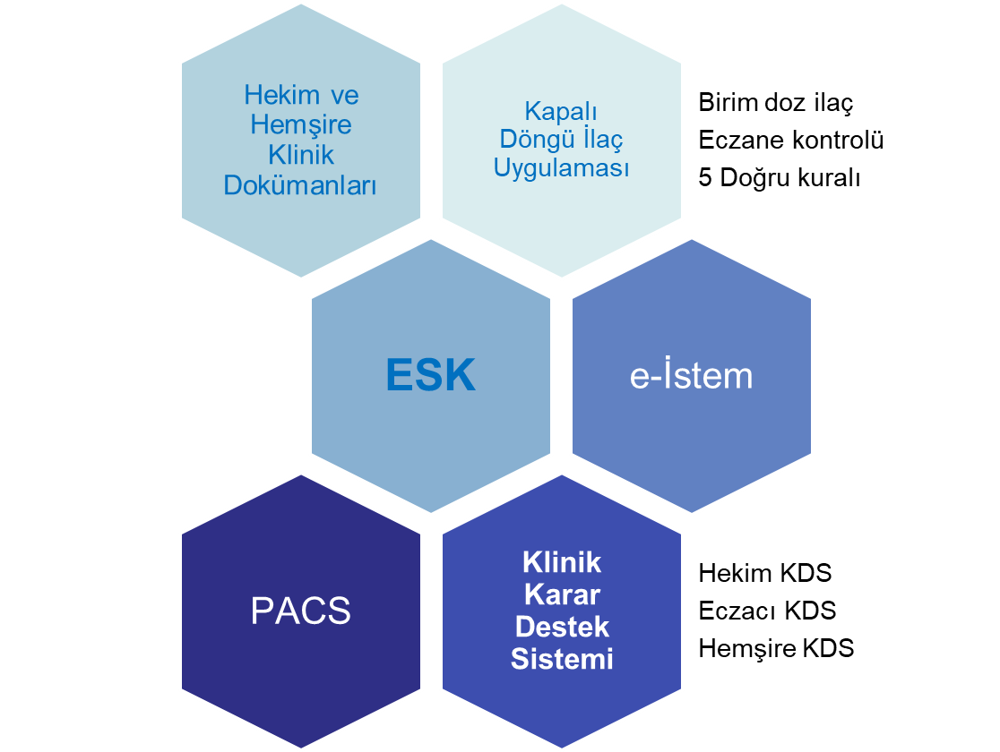 Hekim ve
Hemşire
Klinik
Dokümanları
Kapalı
Döngü İlaç
Uygulaması
Birim doz ilaç
Eczane kontrolü
5 Doğru kuralı
ESK
e-İstem
PACS
Klinik
Karar
Destek
Sistemi
Hekim KDS
Eczacı KDS
Hemşire KDS